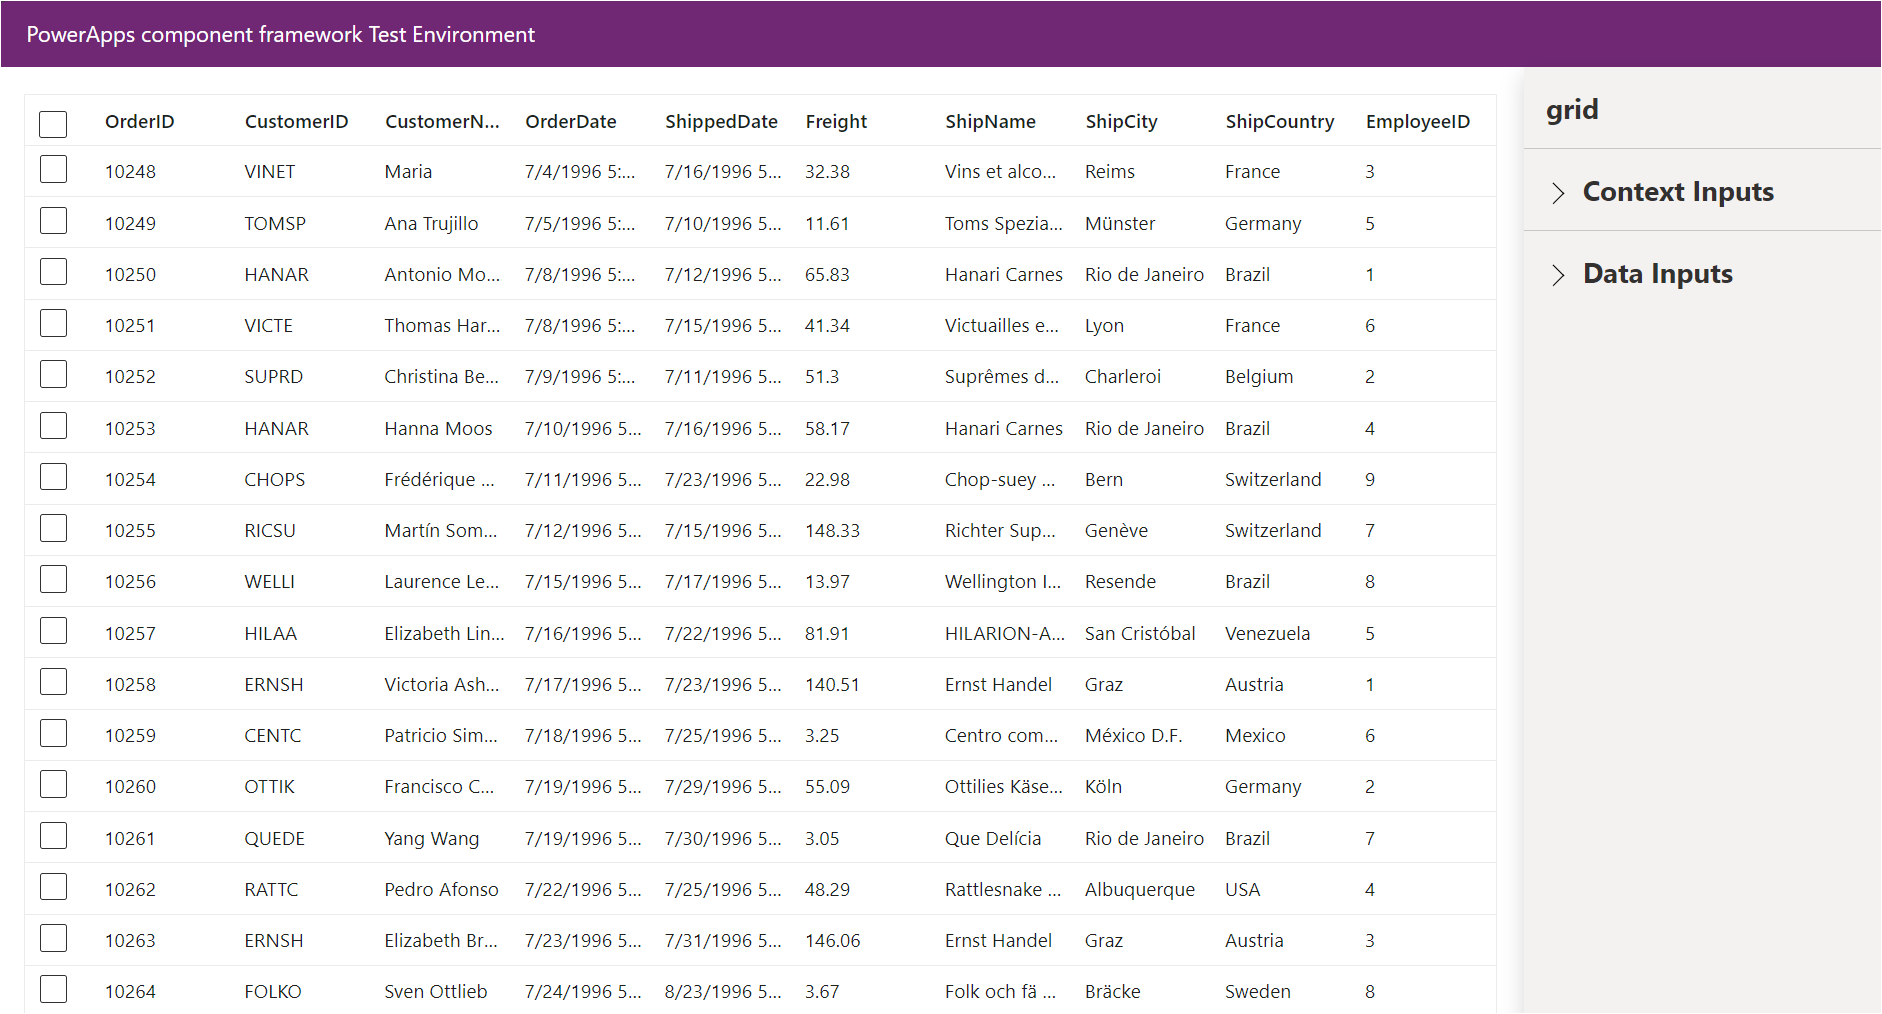 PowerApps component framework Test Environment
OrderID CustomerID CustomerN... OrderDate ShippedDate Freight ShipName ShipCity ShipCountry EmployeeID
10248 VINET Maria 7/4/1996 5:... 7/16/1996 5... 32.38 Vins et alco... Reims France 3
10249 TOMSP Ana Trujillo 7/5/1996 5:... 7/10/1996 5... 11.61 Toms Spezia... Münster Germany 5
10250 HANAR Antonio Mo... 7/8/1996 5:... 7/12/1996 5... 65.83 Hanari Carnes Rio de Janeiro Brazil 1
10251 VICTE Thomas Har... 7/8/1996 5:... 7/15/1996 5... 41.34 Victuailles e... Lyon France 6
10252 SUPRD Christina Be... 7/9/1996 5:... 7/11/1996 5... 51.3 Suprêmes d... Charleroi Belgium 2
10253 HANAR Hanna Moos 7/10/1996 5... 7/16/1996 5... 58.17 Hanari Carnes Rio de Janeiro Brazil 4
10254 CHOPS Frédérique ... 7/11/1996 5... 7/23/1996 5... 22.98 Chop-suey ... Bern Switzerland 9
10255 RICSU Martín Som... 7/12/1996 5... 7/15/1996 5... 148.33 Richter Sup... Genève Switzerland 7
10256 WELLI Laurence Le... 7/15/1996 5... 7/17/1996 5... 13.97 Wellington I... Resende Brazil 8
10257 HILAA Elizabeth Lin... 7/16/1996 5... 7/22/1996 5... 81.91 HILARION-A... San Cristóbal Venezuela 5
10258 ERNSH Victoria Ash... 7/17/1996 5... 7/23/1996 5... 140.51 Ernst Handel Graz Austria 1
10259 CENTC Patricio Sim... 7/18/1996 5... 7/25/1996 5... 3.25 Centro com... México D.F. Mexico 6
10260 OTTIK Francisco C... 7/19/1996 5... 7/29/1996 5... 55.09 Ottilies Käse... Köln Germany 2
10261 QUEDE Yang Wang 7/19/1996 5... 7/30/1996 5... 3.05 Que Delícia Rio de Janeiro Brazil 7
10262 RATTC Pedro Afonso 7/22/1996 5... 7/25/1996 5... 48.29 Rattlesnake ... Albuquerque USA 4
10263 ERNSH Elizabeth Br... 7/23/1996 5... 7/31/1996 5... 146.06 Ernst Handel Graz Austria 3
10264 FOLKO Sven Ottlieb 7/24/1996 5... 8/23/1996 5... 3.67 Folk och fä ... Bräcke Sweden 8
grid
Context Inputs
Data Inputs